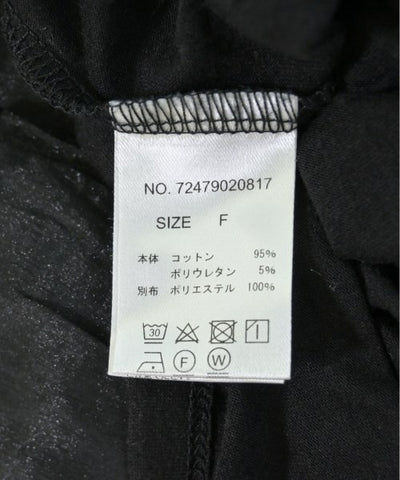 NO. 72479020817
SIZE F
本体 コットン 95%
ポリウレタン 5%
別布 ポリエステル 100%
30
F W